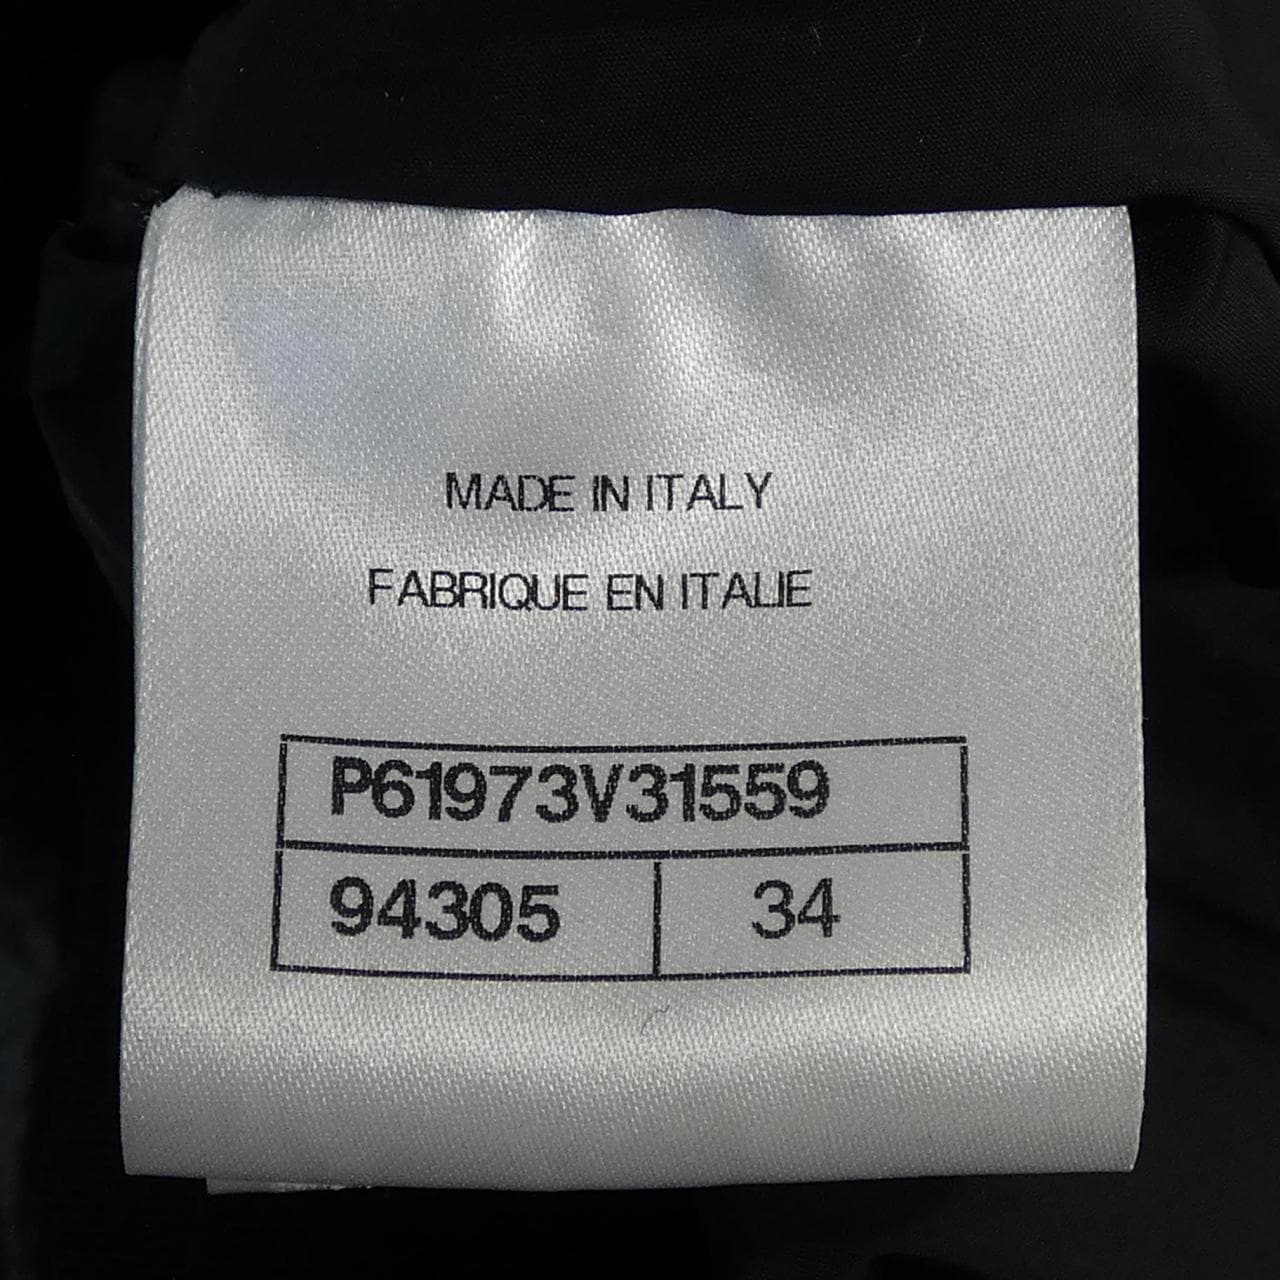 MADE IN ITALY
FABRIQUE EN ITALIE
P61973V31559
94305 34